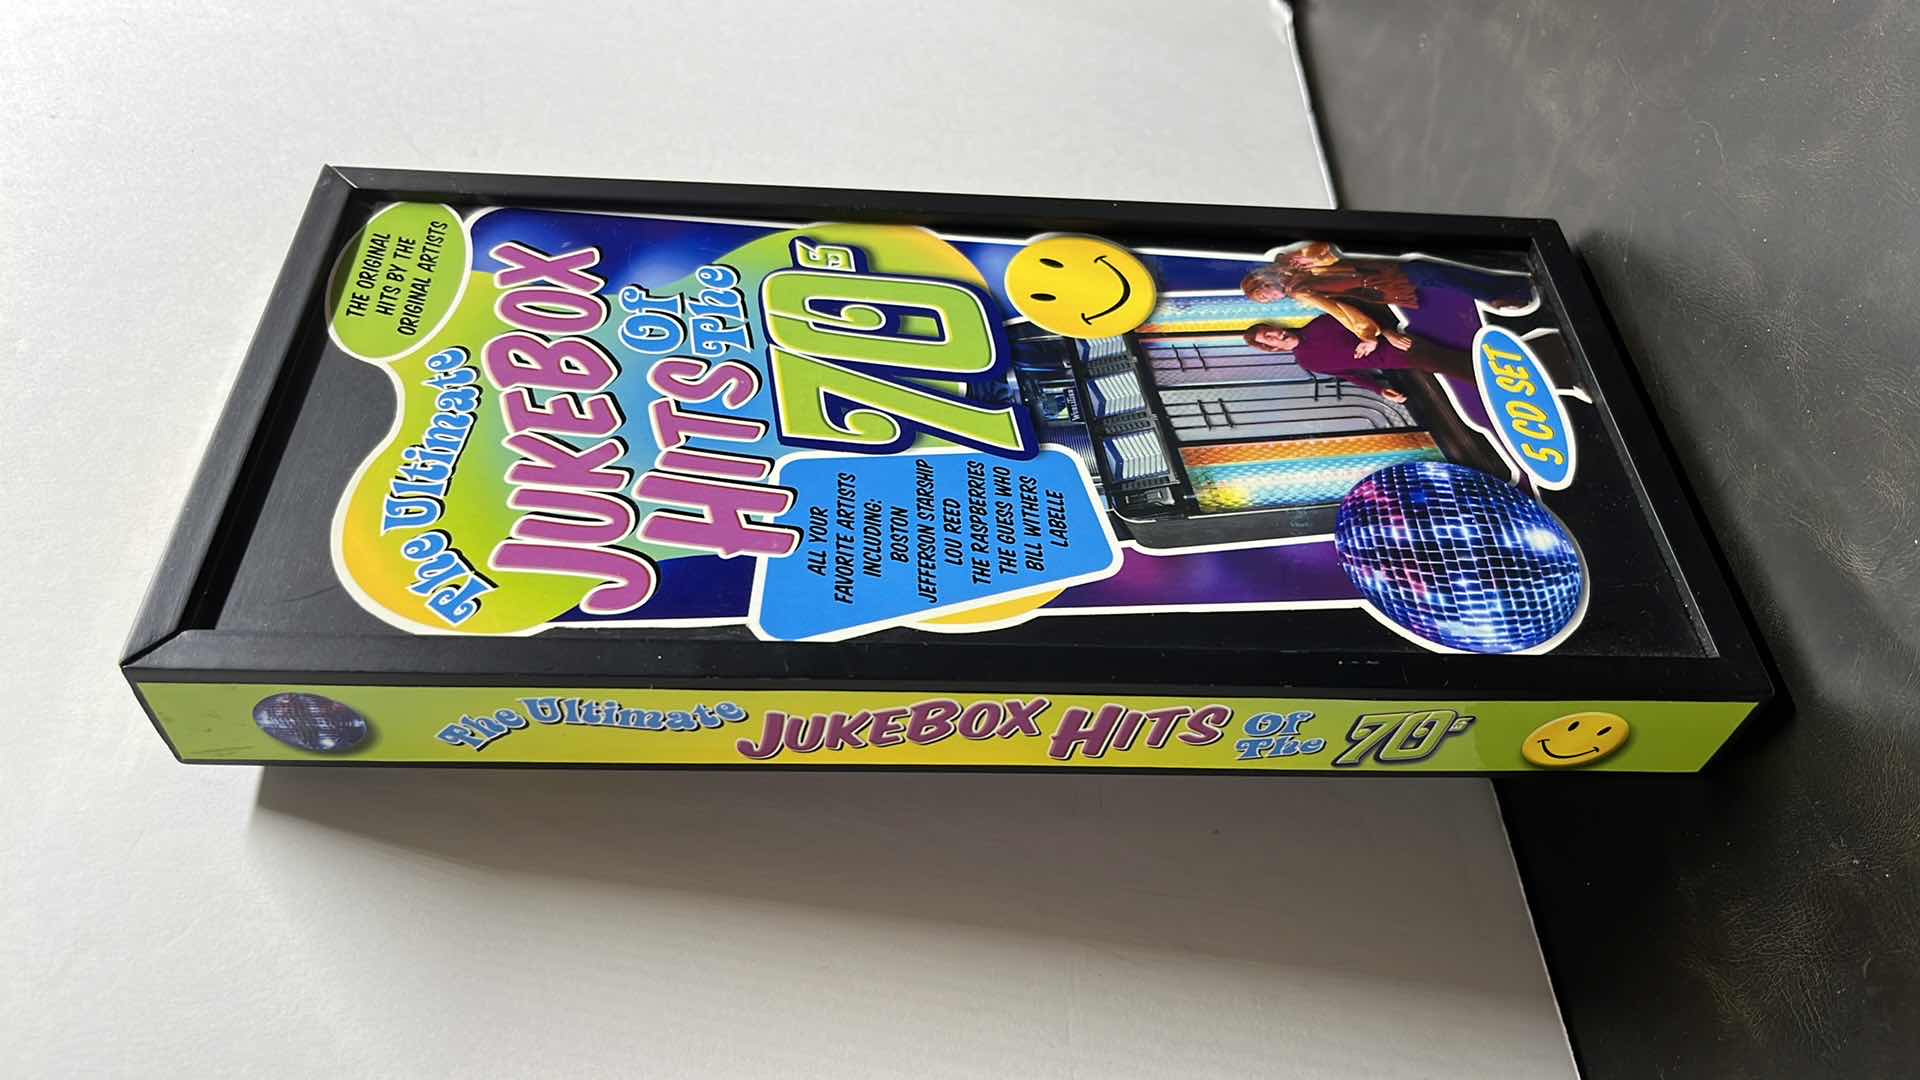 THE ORIGINAL
HITS BY THE
ORIGINAL ARTISTS
The Ultimate
JUKEBOX
HITS Of The
70s
ALL YOUR
FAVORITE ARTISTS
INCLUDING:
BOSTON
JEFFERSON STARSHIP
LOU REED
THE RASPBERRIES
THE GUESS WHO
BILL WITHERS
LABELLE
WURLITZER
5 CD SET
The Ultimate JUKEBOX HITS Of The 70s